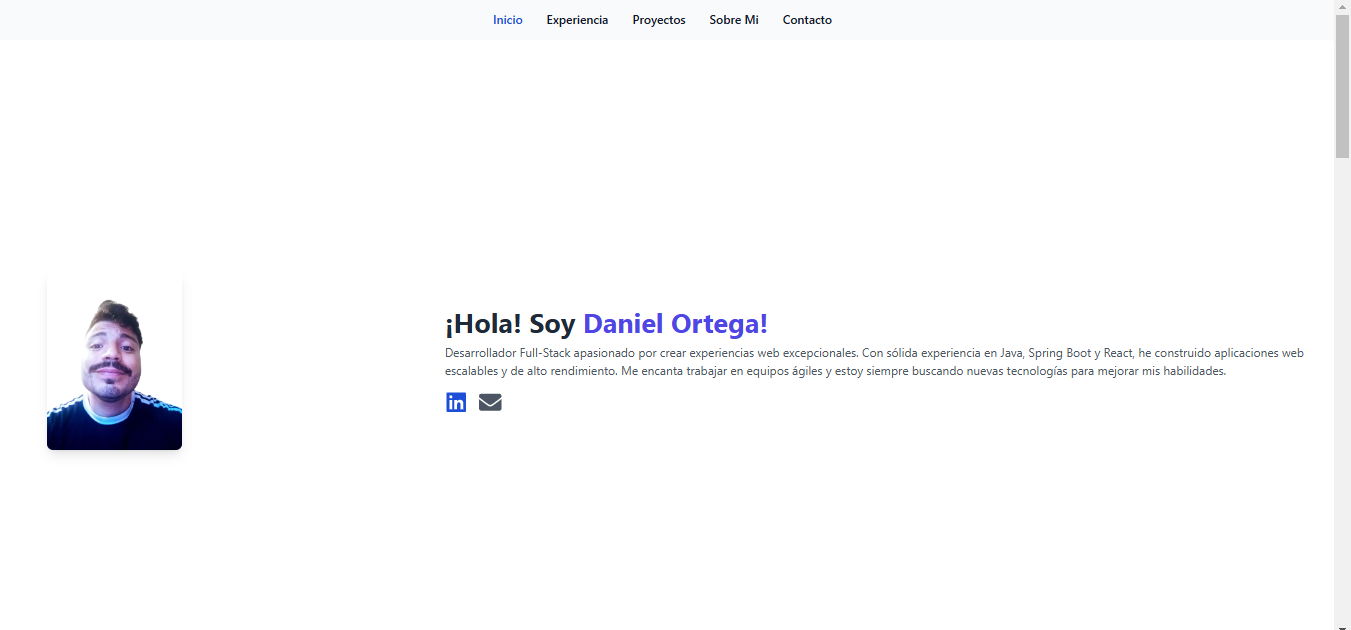 Inicio Experiencia Proyectos Sobre Mi Contacto
¡Hola! Soy Daniel Ortega!
Desarrollador Full-Stack apasionado por crear experiencias web excepcionales. Con sólida experiencia en Java, Spring Boot y React, he construido aplicaciones web
escalables y de alto rendimiento. Me encanta trabajar en equipos ágiles y estoy siempre buscando nuevas tecnologías para mejorar mis habilidades.
in